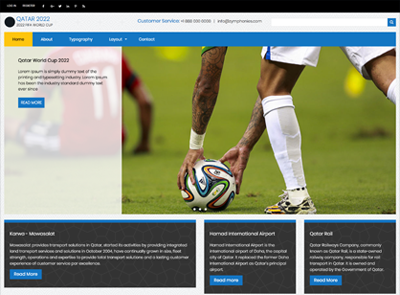 LOG IN REGISTER
QATAR 2022
2022 FIFA WORLD CUP
Customer Service +1 888 000 0000 | info@symphoniea.com
Home About Typography Layout Contact
Qatar World Cup 2022
Lorem Ipsum is simply dummy text of the
printing and typesetting industry. Lorem Ipsum
has been the industry's standard dummy text
ever since
READ MORE
Karwa - Mowasalat
Mowasalat provides transport solutions in Qatar, started its activities by providing integrated
land transport services and solutions in October 2004, have continually grown in size, fleet
strength, operations and expertise to provide total transport solutions and a leading customer
experience of customer service par excellence.
Read More
Hamad International Airport
Hamad International Airport is the
international airport of Doha, the capital
city of Qatar. It replaced the former Doha
International Airport as Qatar's principal
airport.
Read More
Qatar Rail
Qatar Railways Company, commonly
known as Qatar Rail, is a state-owned
railway company, responsible for rail
transport in Qatar. It is owned and
operated by the Government of Qatar.
Read More